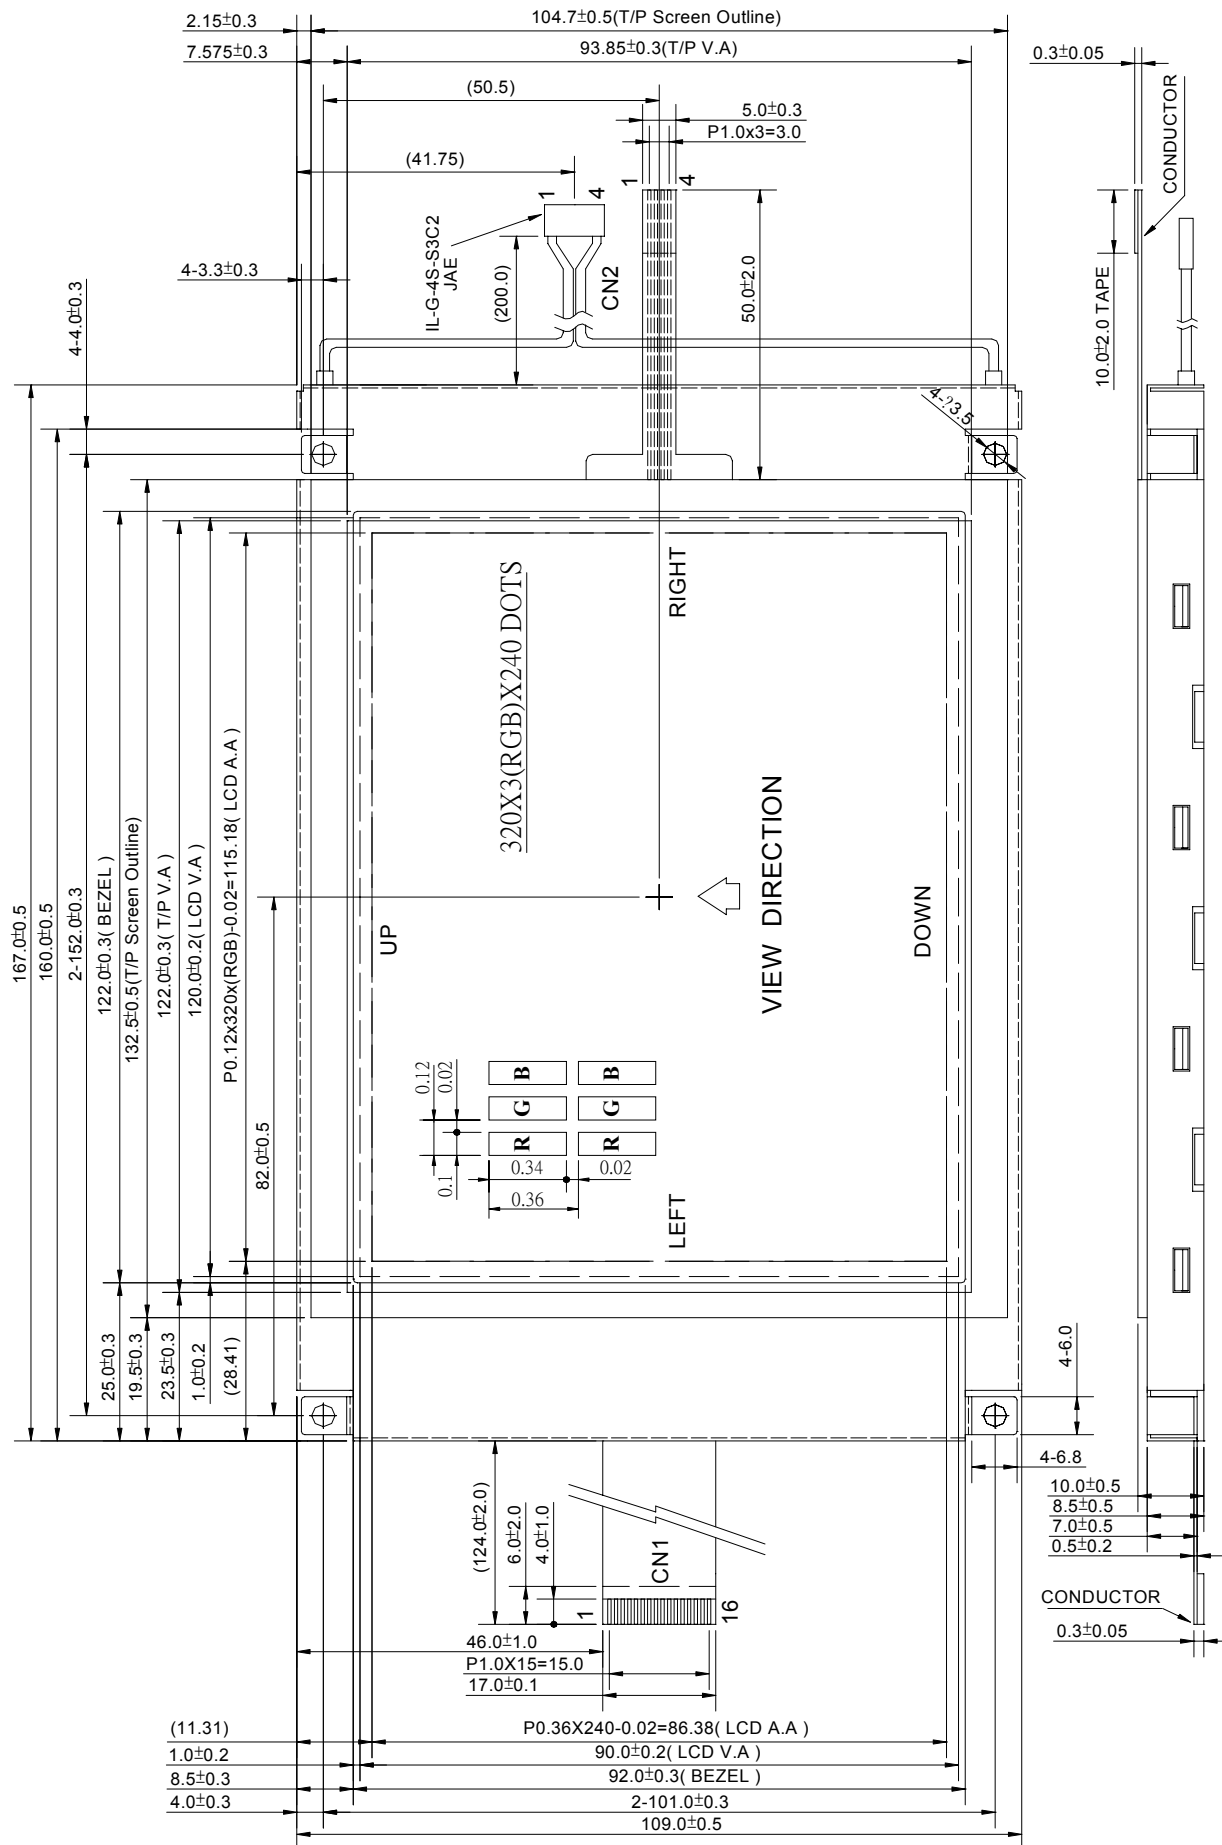 2.15±0.3
104.7±0.5(T/P Screen Outline)
7.575±0.3
93.85±0.3(T/P V.A)
0.3±0.05
CONDUCTOR
(50.5)
5.0±0.3
P1.0x3=3.0
(41.75)
1
4
1
4
IL-G-4S-S3C2
JAE
4-3.3±0.3
(200.0)
CN2
50.0±2.0
10.0±2.0 TAPE
4-4.0±0.3
4-?3.5
167.0±0.5
160.0±0.5
2-152.0±0.3
122.0±0.3( BEZEL )
132.5±0.5(T/P Screen Outline)
122.0±0.3( T/P V.A )
120.0±0.2( LCD V.A )
P0.12x320x(RGB)-0.02=115.18( LCD A.A )
82.0±0.5
RIGHT
320X3(RGB)X240 DOTS
VIEW DIRECTION
UP
DOWN
LEFT
0.12
0.02
0.1
B
B
G
G
R
R
0.34
0.02
0.36
25.0±0.3
19.5±0.3
23.5±0.3
1.0±0.2
(28.41)
4-6.0
4-6.8
(124.0±2.0)
6.0±2.0
4.0±1.0
CN1
1
16
10.0±0.5
8.5±0.5
7.0±0.5
0.5±0.2
CONDUCTOR
0.3±0.05
46.0±1.0
P1.0X15=15.0
17.0±0.1
(11.31)
P0.36X240-0.02=86.38( LCD A.A )
1.0±0.2
90.0±0.2( LCD V.A )
8.5±0.3
92.0±0.3( BEZEL )
4.0±0.3
2-101.0±0.3
109.0±0.5